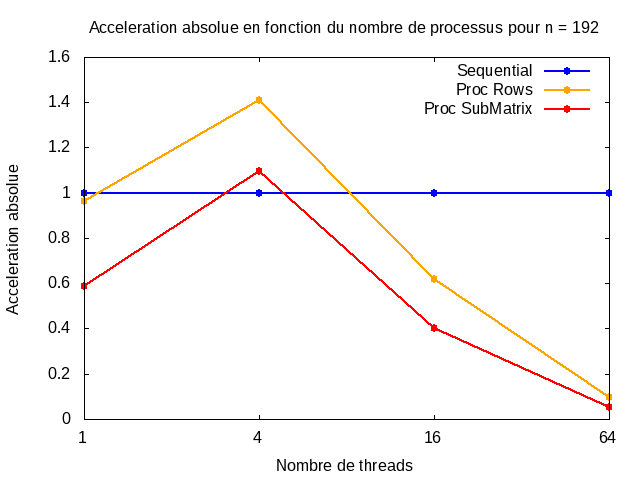 Acceleration absolue en fonction du nombre de processus pour n = 192
1.6
1.4
1.2
1
0.8
0.6
0.4
0.2
0
Acceleration absolue
Sequential
Proc Rows
Proc SubMatrix
1 4 16 64
Nombre de threads